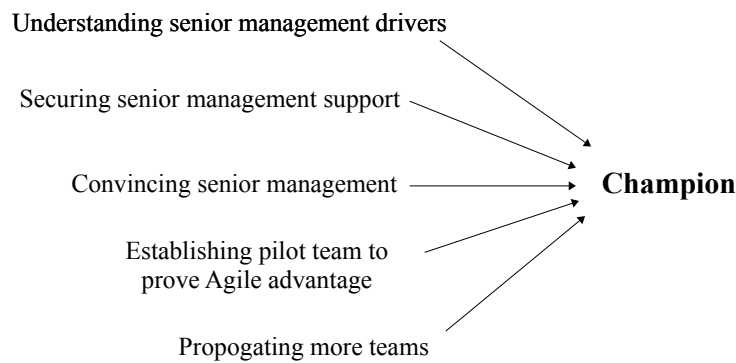 Understanding senior management drivers
Securing senior management support
Convincing senior management
Champion
Establishing pilot team to
prove Agile advantage
Propogating more teams